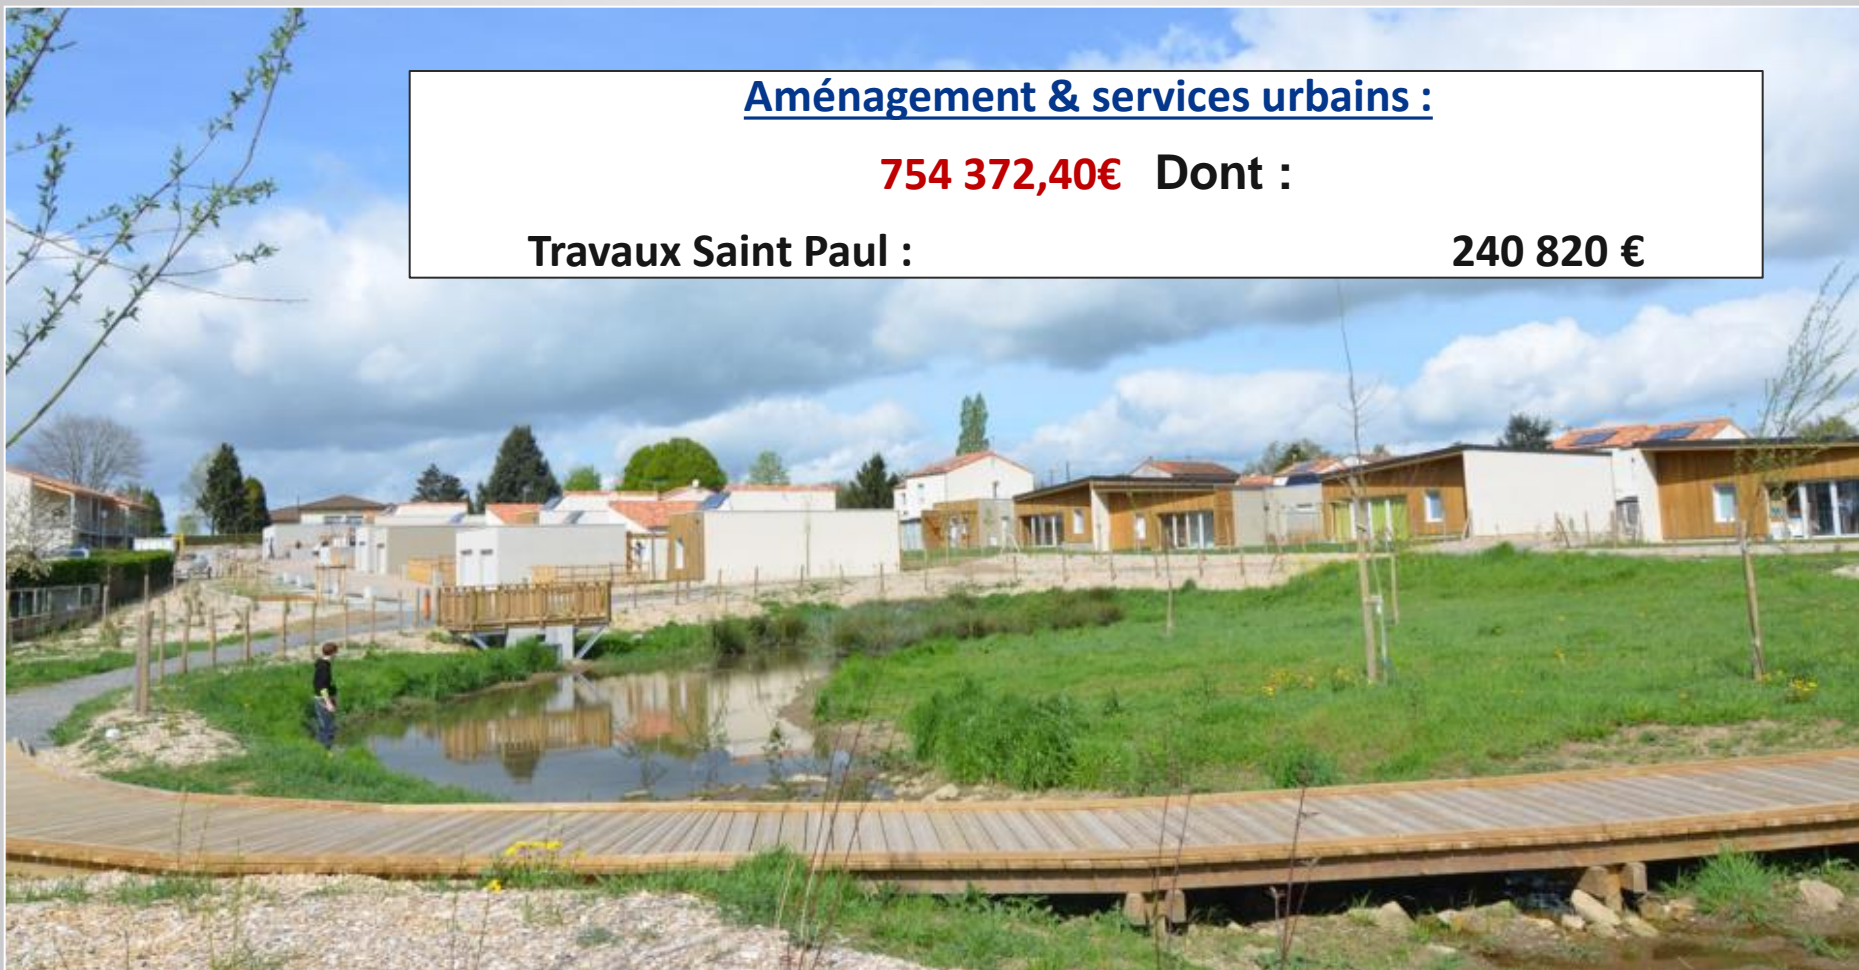 Aménagement & services urbains :
754 372,40€ Dont :
Travaux Saint Paul : 240 820 €